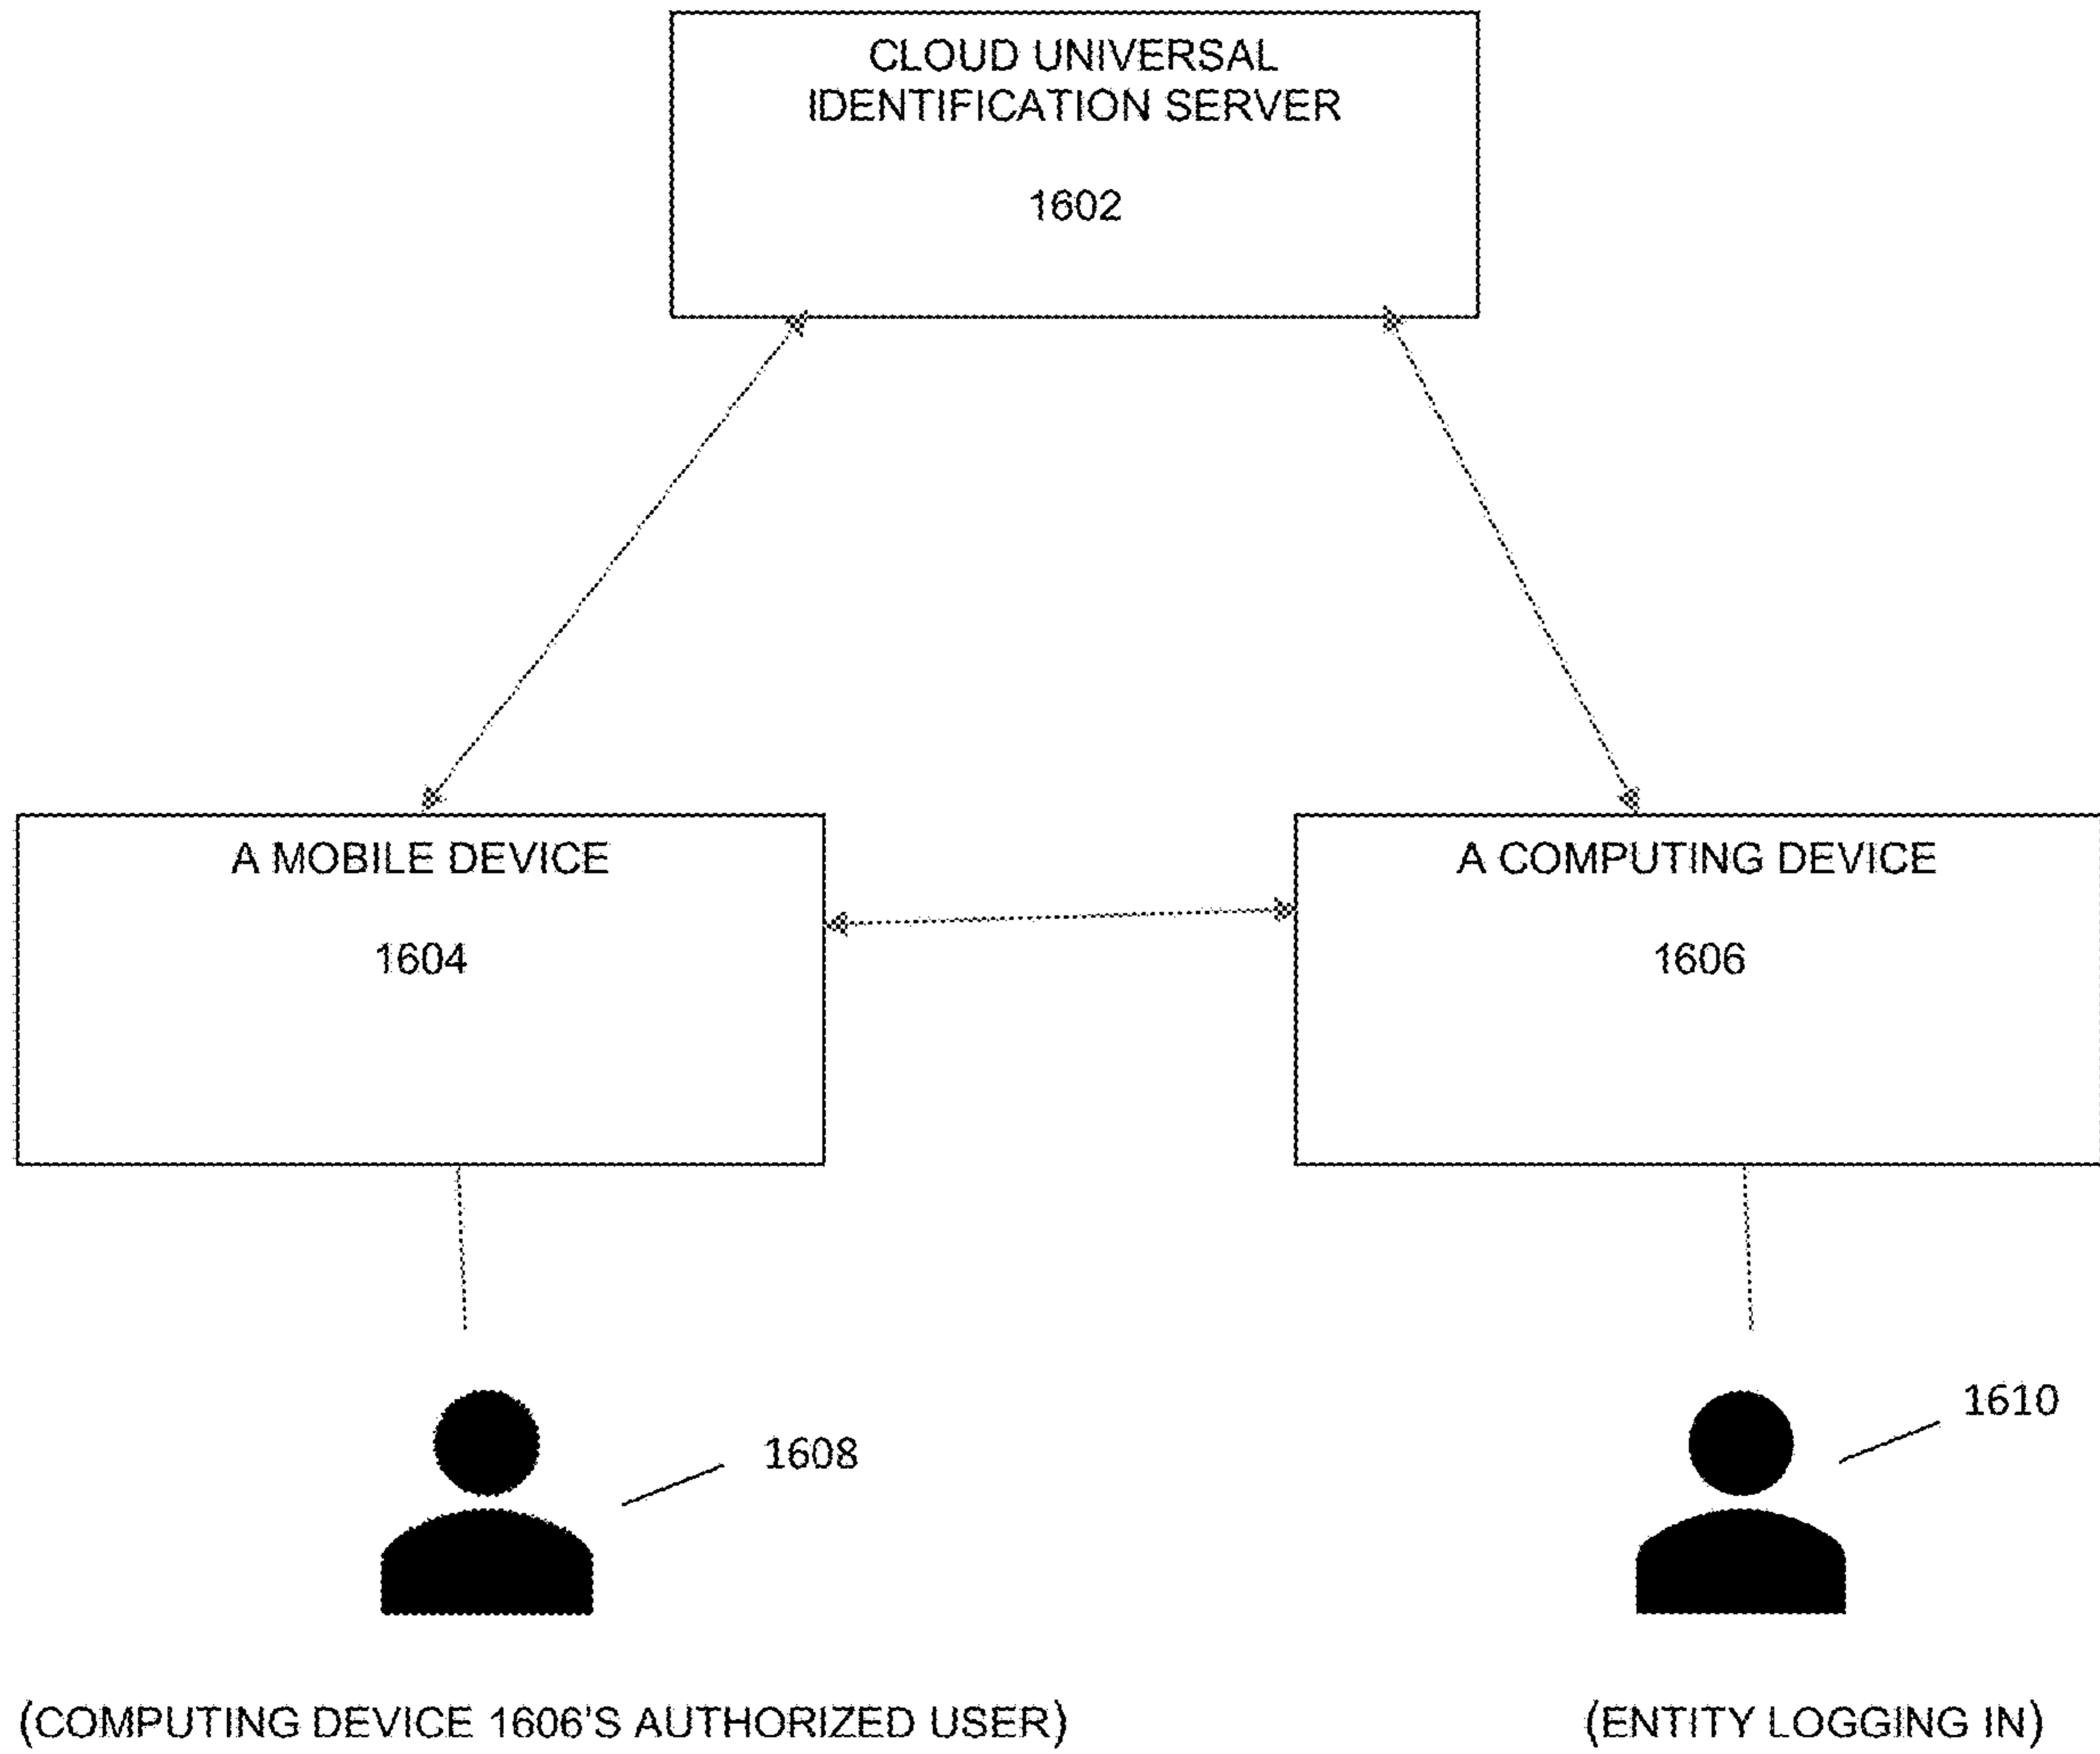 CLOUD UNIVERSAL
IDENTIFICATION SERVER
1602
A MOBILE DEVICE
1604
A COMPUTING DEVICE
1606
1608
1610
(COMPUTING DEVICE 1606'S AUTHORIZED USER)
(ENTITY LOGGING IN)